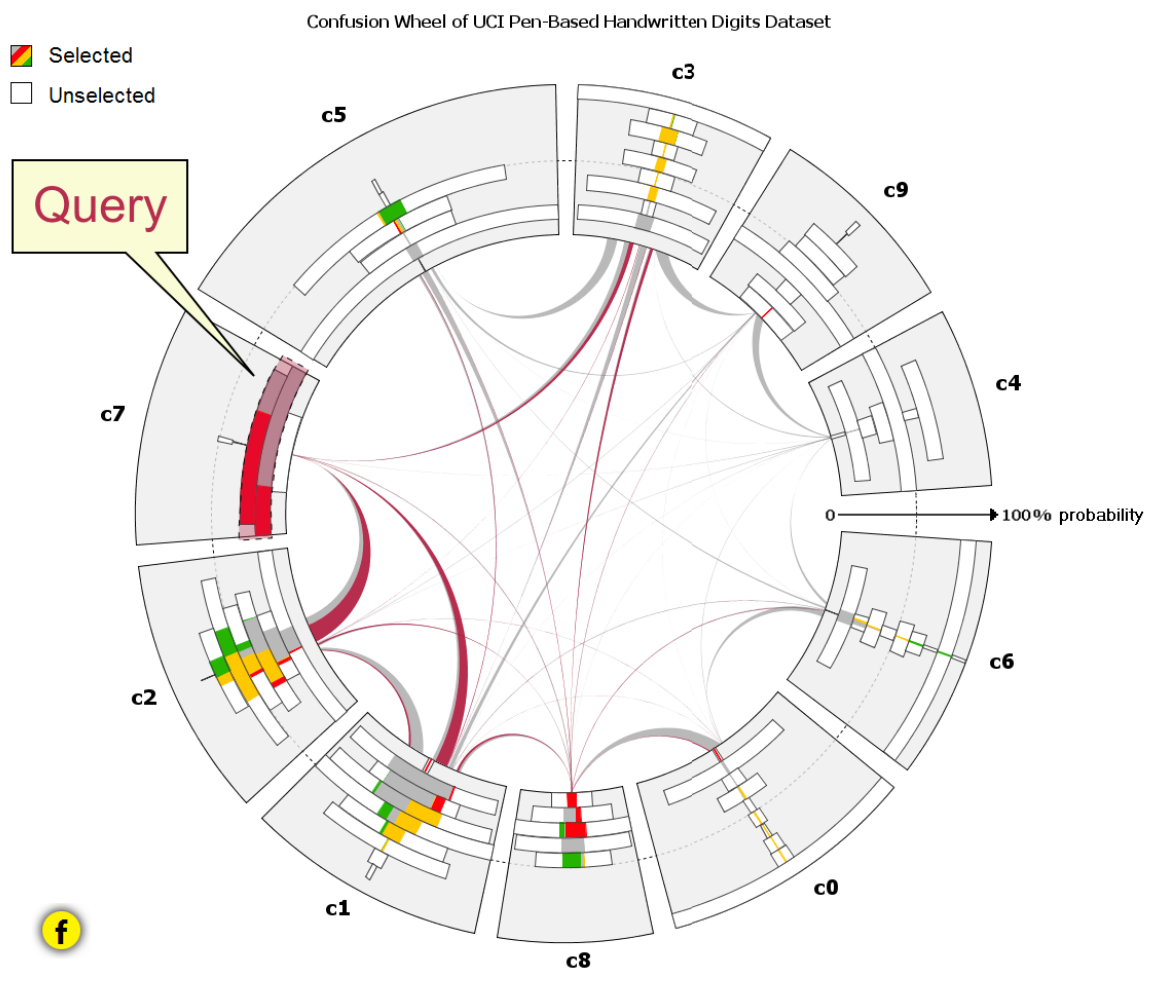 Confusion Wheel of UCI Pen-Based Handwritten Digits Dataset
Selected
Unselected
c3
c5
c9
Query
c4
c7
0
100% probability
c6
c2
c0
c1
f
c8